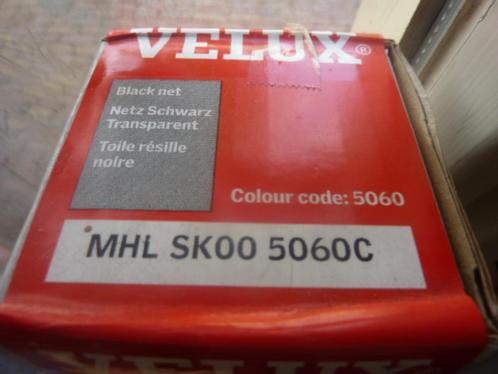 VELUX®
Black net
Netz Schwarz
Transparent
Toile résille
noire
Colour code: 5060
MHL SK00 5060C